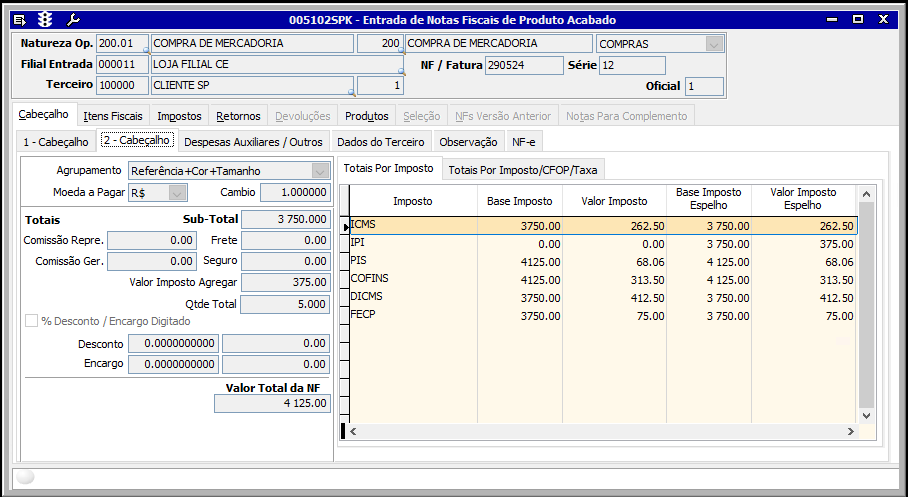 005102SPK - Entrada de Notas Fiscais de Produto Acabado
Natureza Op. 200.01 COMPRA DE MERCADORIA 200 COMPRA DE MERCADORIA COMPRAS
Filial Entrada 000011 LOJA FILIAL CE NF / Fatura 290524 Série 12
Terceiro 100000 CLIENTE SP 1 Oficial 1
Cabeçalho Itens Fiscais Impostos Retornos Devoluções Produtos Seleção NFs Versão Anterior Notas Para Complemento
1 - Cabeçalho 2 - Cabeçalho Despesas Auxiliares / Outros Dados do Terceiro Observação NF-e
Agrupamento Referência+Cor+Tamanho
Moeda a Pagar R$ Cambio 1.000000
Totais Sub-Total 3 750.000
Comissão Repre. 0.00 Frete 0.00
Comissão Ger. 0.00 Seguro 0.00
Valor Imposto Agregar 375.00
Qtde Total 5.000
% Desconto / Encargo Digitado
Desconto 0.0000000000 0.00
Encargo 0.0000000000 0.00
Valor Total da NF
4 125.00
Totais Por Imposto Totais Por Imposto/CFOP/Taxa
Imposto Base Imposto Valor Imposto Base Imposto Espelho Valor Imposto Espelho
ICMS 3750.00 262.50 3 750.00 262.50
IPI 0.00 0.00 3 750.00 375.00
PIS 4125.00 68.06 4 125.00 68.06
COFINS 4125.00 313.50 4 125.00 313.50
DICMS 3750.00 412.50 3 750.00 412.50
FECP 3750.00 75.00 3 750.00 75.00